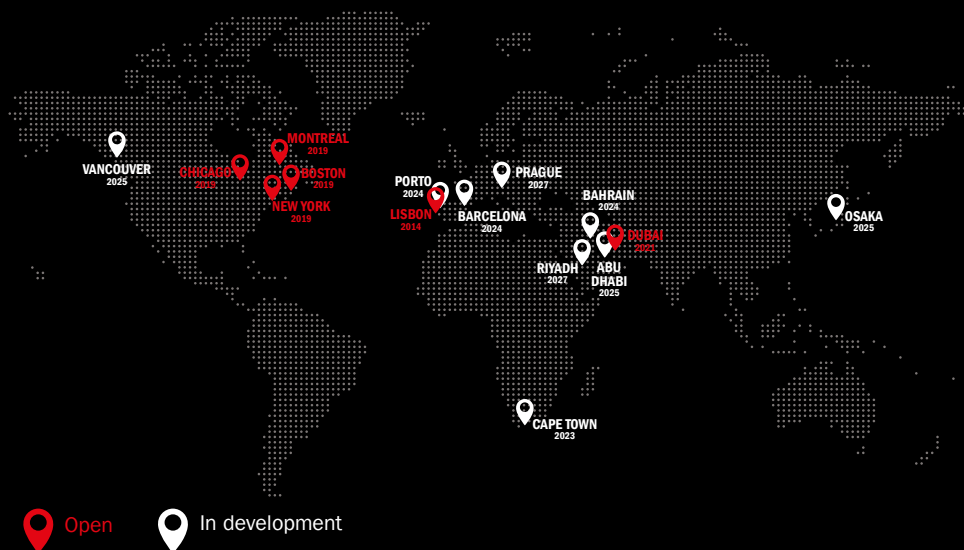 MONTREAL
2019
VANCOUVER
2025
CHICAGO
2019
BOSTON
2019
NEW YORK
2019
PORTO
2024
LISBON
2014
BARCELONA
2024
PRAGUE
2027
BAHRAIN
2024
DUBAI
2021
RIYADH
2027
ABU
DHABI
2025
OSAKA
2025
CAPE TOWN
2023
Open
In development